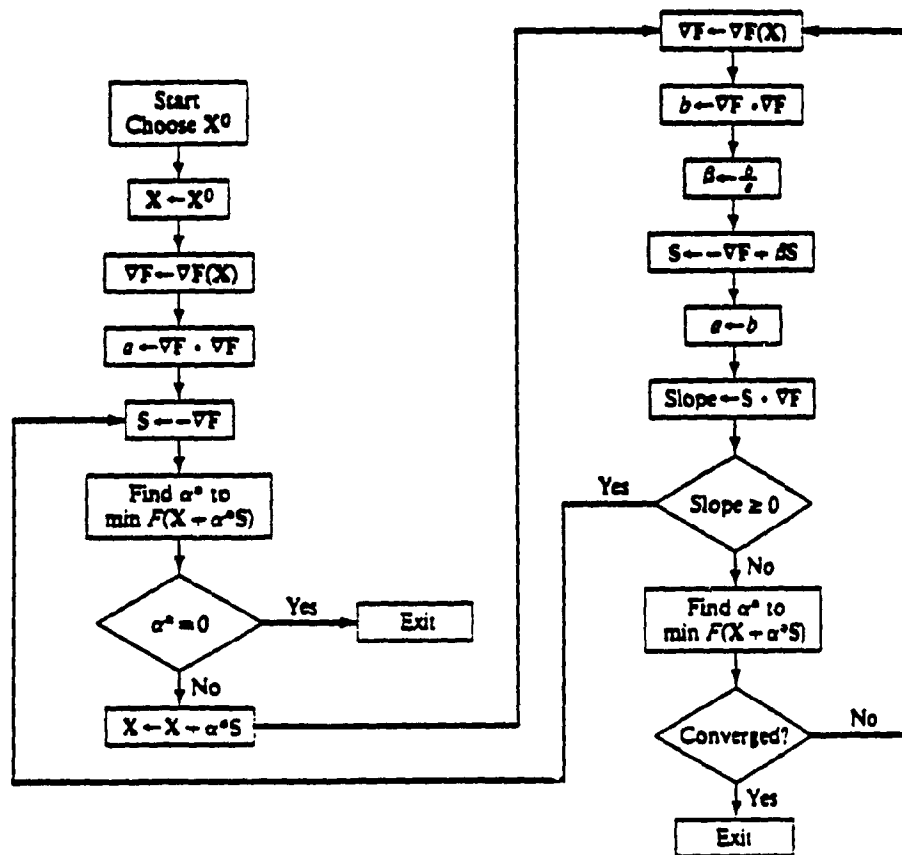 Start
Choose X⁰
X ← X⁰
∇F ← ∇F(X)
a ← ∇F · ∇F
S ← -∇F
Find α* to
min F(X + α*S)
α* = 0
Yes
Exit
No
X ← X + α*S
∇F ← ∇F(X)
b ← ∇F · ∇F
β ← b/a
S ← -∇F + βS
a ← b
Slope ← S · ∇F
Slope ≥ 0
Yes
No
Find α* to
min F(X + α*S)
Converged?
No
Yes
Exit